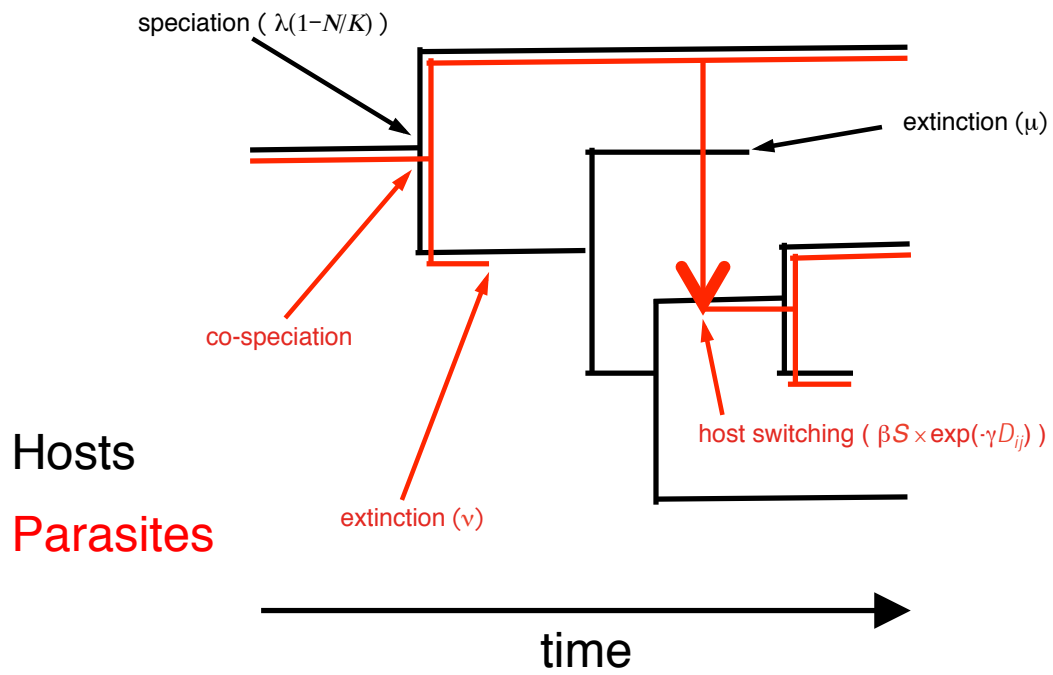 speciation ( λ(1−N/K) )
extinction (μ)
co-speciation
host switching ( βS × exp(-γDij) )
Hosts
extinction (ν)
Parasites
time